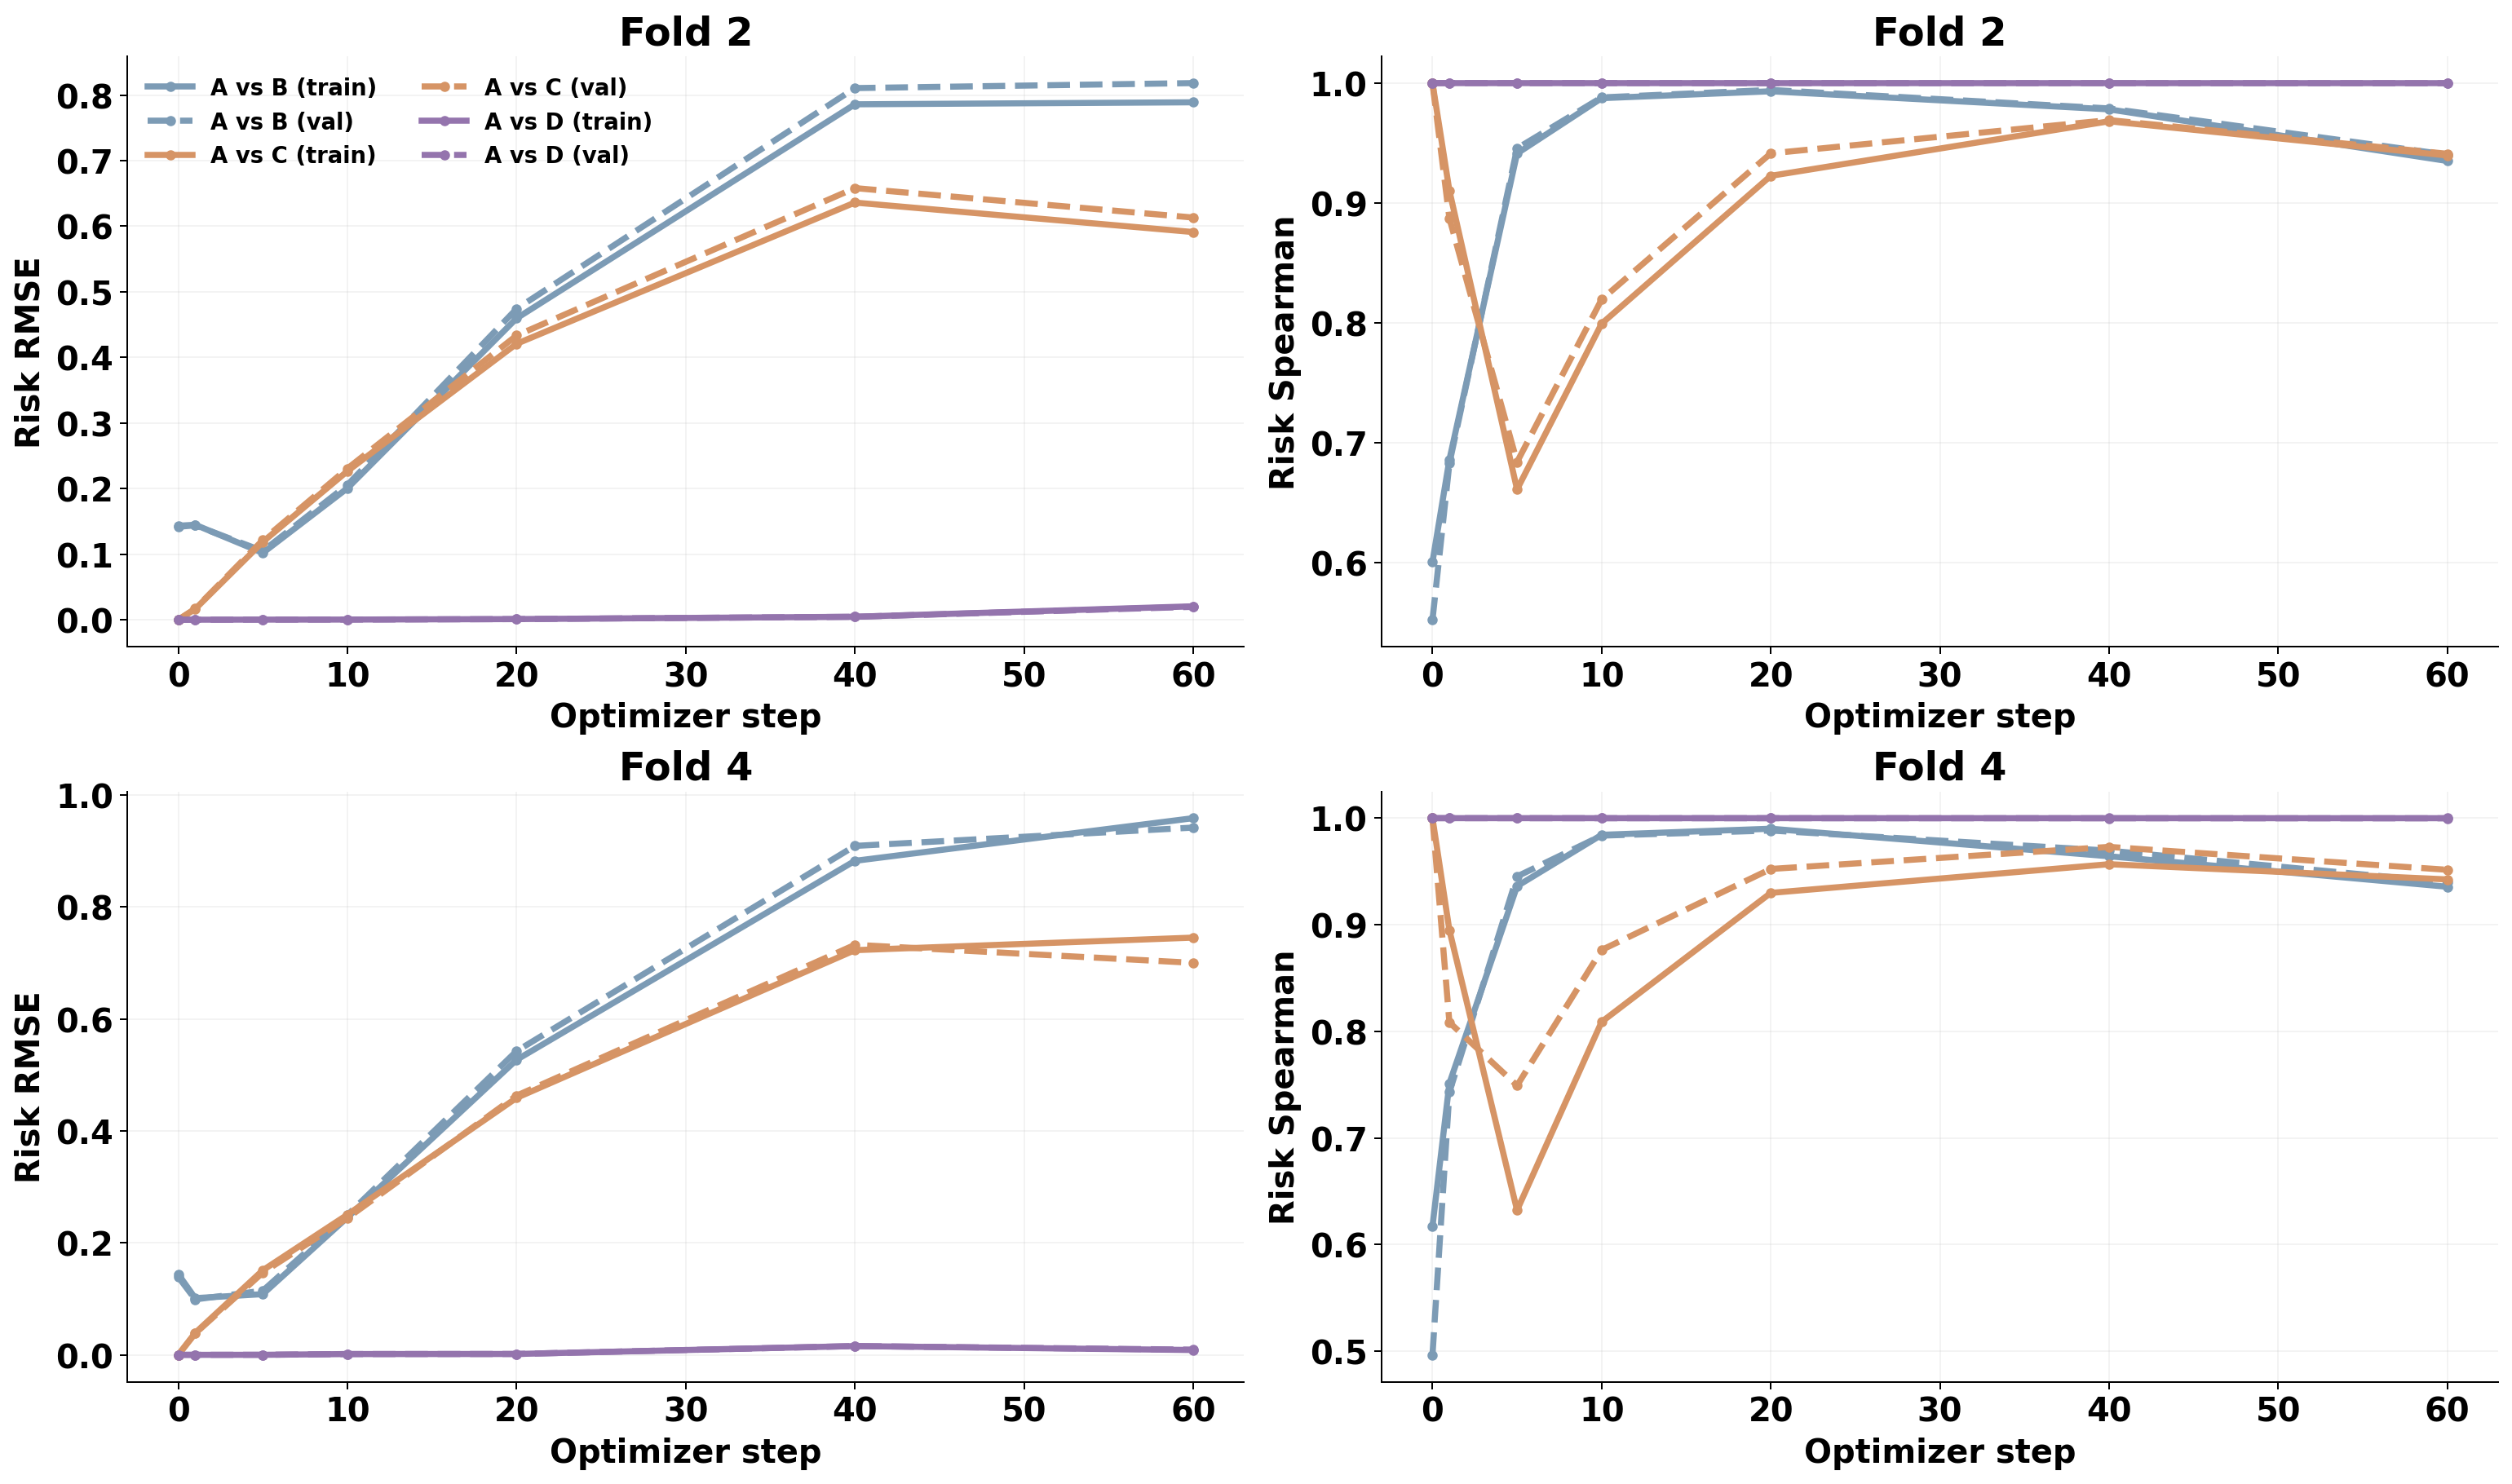 Fold 2
Risk RMSE
0.8
0.7
0.6
0.5
0.4
0.3
0.2
0.1
0.0
A vs B (train)
A vs B (val)
A vs C (train)
A vs C (val)
A vs D (train)
A vs D (val)
0 10 20 30 40 50 60
Optimizer step
Fold 2
Risk Spearman
1.0
0.9
0.8
0.7
0.6
0 10 20 30 40 50 60
Optimizer step
Fold 4
Risk RMSE
1.0
0.8
0.6
0.4
0.2
0.0
0 10 20 30 40 50 60
Optimizer step
Fold 4
Risk Spearman
1.0
0.9
0.8
0.7
0.6
0.5
0 10 20 30 40 50 60
Optimizer step